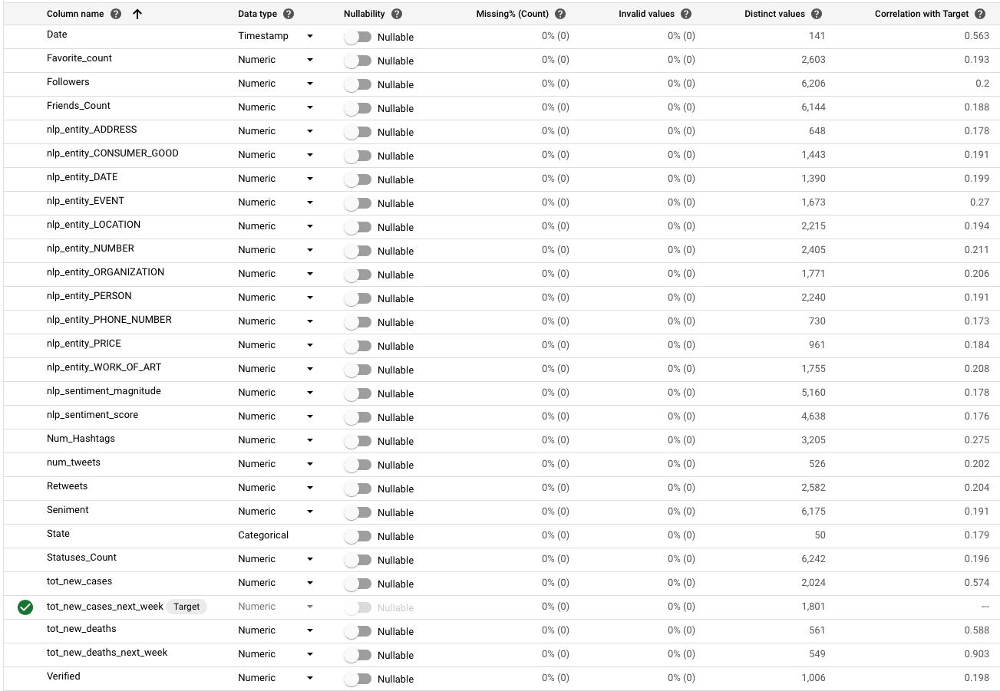 Column name Data type Nullability Missing% (Count) Invalid values Distinct values Correlation with Target
Date Timestamp Nullable 0% (0) 0% (0) 141 0.563
Favorite_count Numeric Nullable 0% (0) 0% (0) 2,603 0.193
Followers Numeric Nullable 0% (0) 0% (0) 6,206 0.2
Friends_Count Numeric Nullable 0% (0) 0% (0) 6,144 0.188
nlp_entity_ADDRESS Numeric Nullable 0% (0) 0% (0) 648 0.178
nlp_entity_CONSUMER_GOOD Numeric Nullable 0% (0) 0% (0) 1,443 0.191
nlp_entity_DATE Numeric Nullable 0% (0) 0% (0) 1,390 0.199
nlp_entity_EVENT Numeric Nullable 0% (0) 0% (0) 1,673 0.27
nlp_entity_LOCATION Numeric Nullable 0% (0) 0% (0) 2,215 0.194
nlp_entity_NUMBER Numeric Nullable 0% (0) 0% (0) 2,405 0.211
nlp_entity_ORGANIZATION Numeric Nullable 0% (0) 0% (0) 1,771 0.206
nlp_entity_PERSON Numeric Nullable 0% (0) 0% (0) 2,240 0.191
nlp_entity_PHONE_NUMBER Numeric Nullable 0% (0) 0% (0) 730 0.173
nlp_entity_PRICE Numeric Nullable 0% (0) 0% (0) 961 0.184
nlp_entity_WORK_OF_ART Numeric Nullable 0% (0) 0% (0) 1,755 0.208
nlp_sentiment_magnitude Numeric Nullable 0% (0) 0% (0) 5,160 0.178
nlp_sentiment_score Numeric Nullable 0% (0) 0% (0) 4,638 0.176
Num_Hashtags Numeric Nullable 0% (0) 0% (0) 3,205 0.275
num_tweets Numeric Nullable 0% (0) 0% (0) 526 0.202
Retweets Numeric Nullable 0% (0) 0% (0) 2,582 0.204
Seniment Numeric Nullable 0% (0) 0% (0) 6,175 0.191
State Categorical Nullable 0% (0) 0% (0) 50 0.179
Statuses_Count Numeric Nullable 0% (0) 0% (0) 6,242 0.196
tot_new_cases Numeric Nullable 0% (0) 0% (0) 2,024 0.574
tot_new_cases_next_week Target Numeric Nullable 0% (0) 0% (0) 1,801 ---
tot_new_deaths Numeric Nullable 0% (0) 0% (0) 561 0.588
tot_new_deaths_next_week Numeric Nullable 0% (0) 0% (0) 549 0.903
Verified Numeric Nullable 0% (0) 0% (0) 1,006 0.198